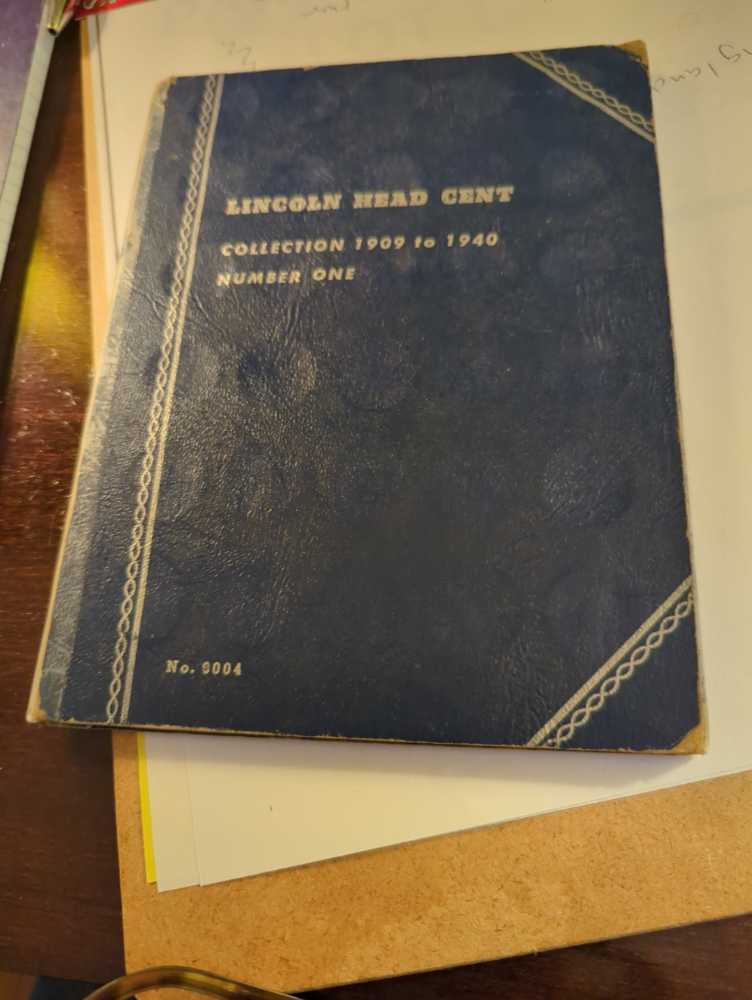 LINCOLN HEAD CENT
COLLECTION 1909 to 1940
NUMBER ONE
No. 9004